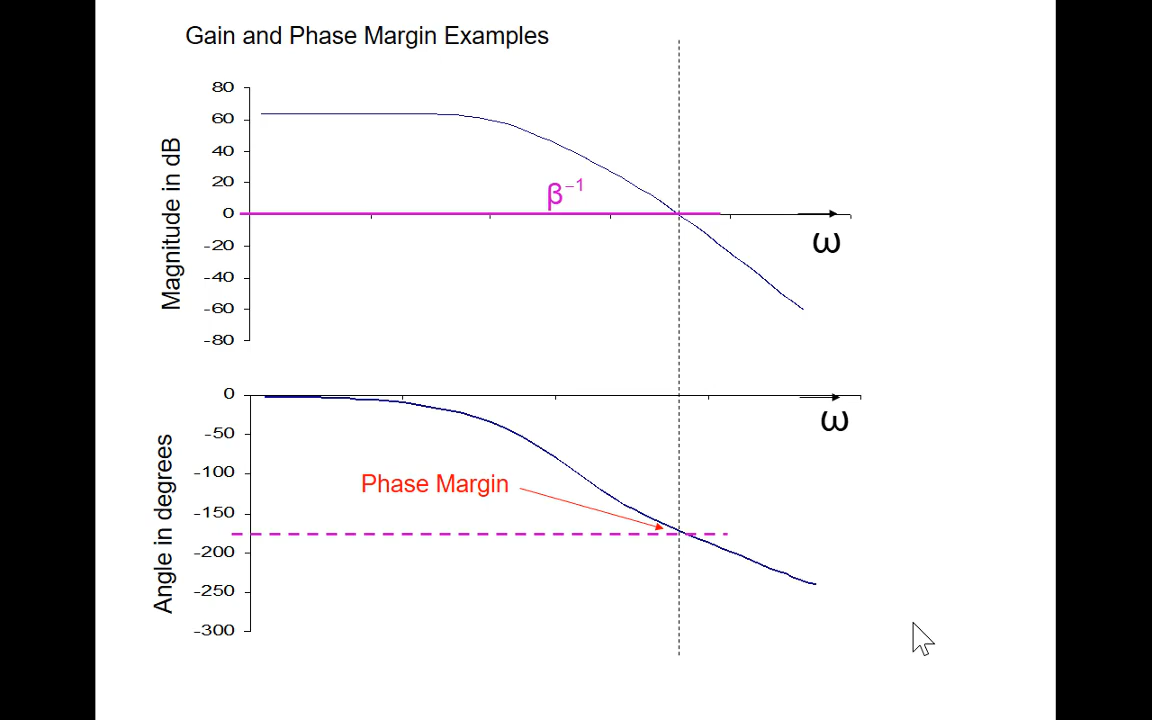 Gain and Phase Margin Examples
Magnitude in dB
80
60
40
20
0
-20
-40
-60
-80
β⁻¹
ω
Angle in degrees
0
-50
-100
-150
-200
-250
-300
Phase Margin
ω